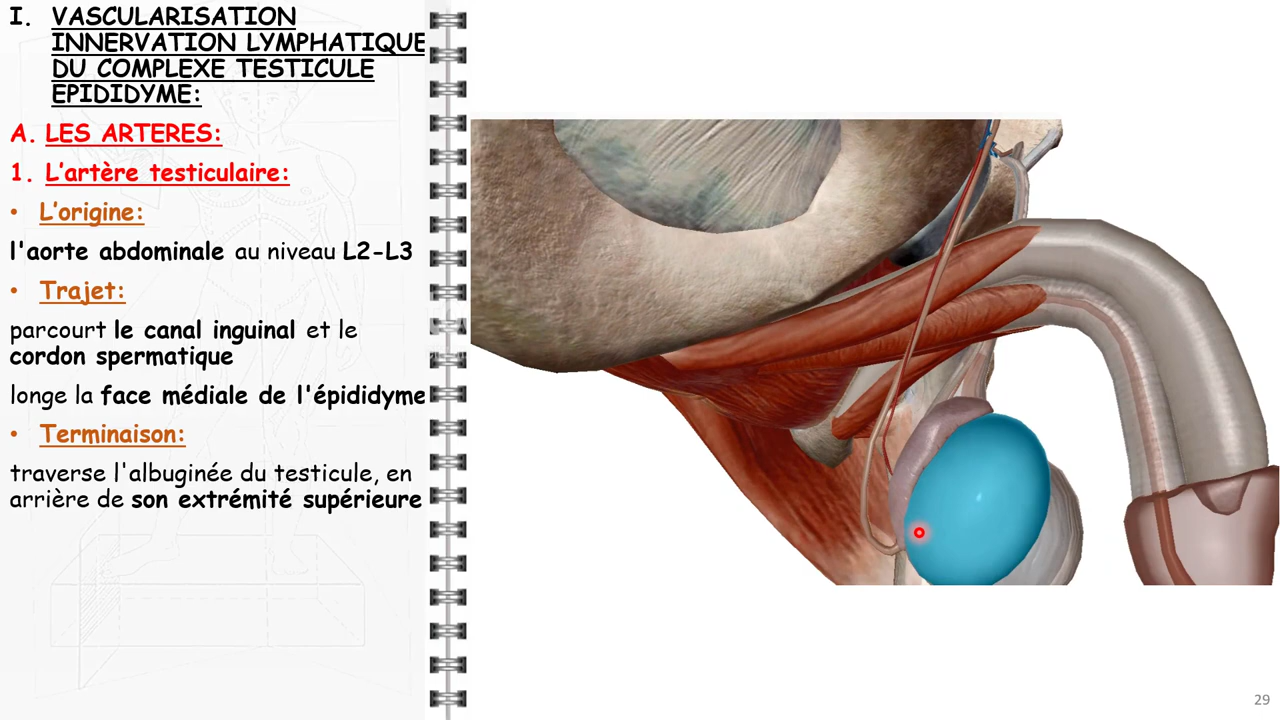 I. VASCULARISATION
INNERVATION LYMPHATIQUE
DU COMPLEXE TESTICULE
EPIDIDYME:
A. LES ARTERES:
1. L'artère testiculaire:
• L'origine:
l'aorte abdominale au niveau L2-L3
• Trajet:
parcourt le canal inguinal et le
cordon spermatique
longe la face médiale de l'épididyme
• Terminaison:
traverse l'albuginée du testicule, en
arrière de son extrémité supérieure
29